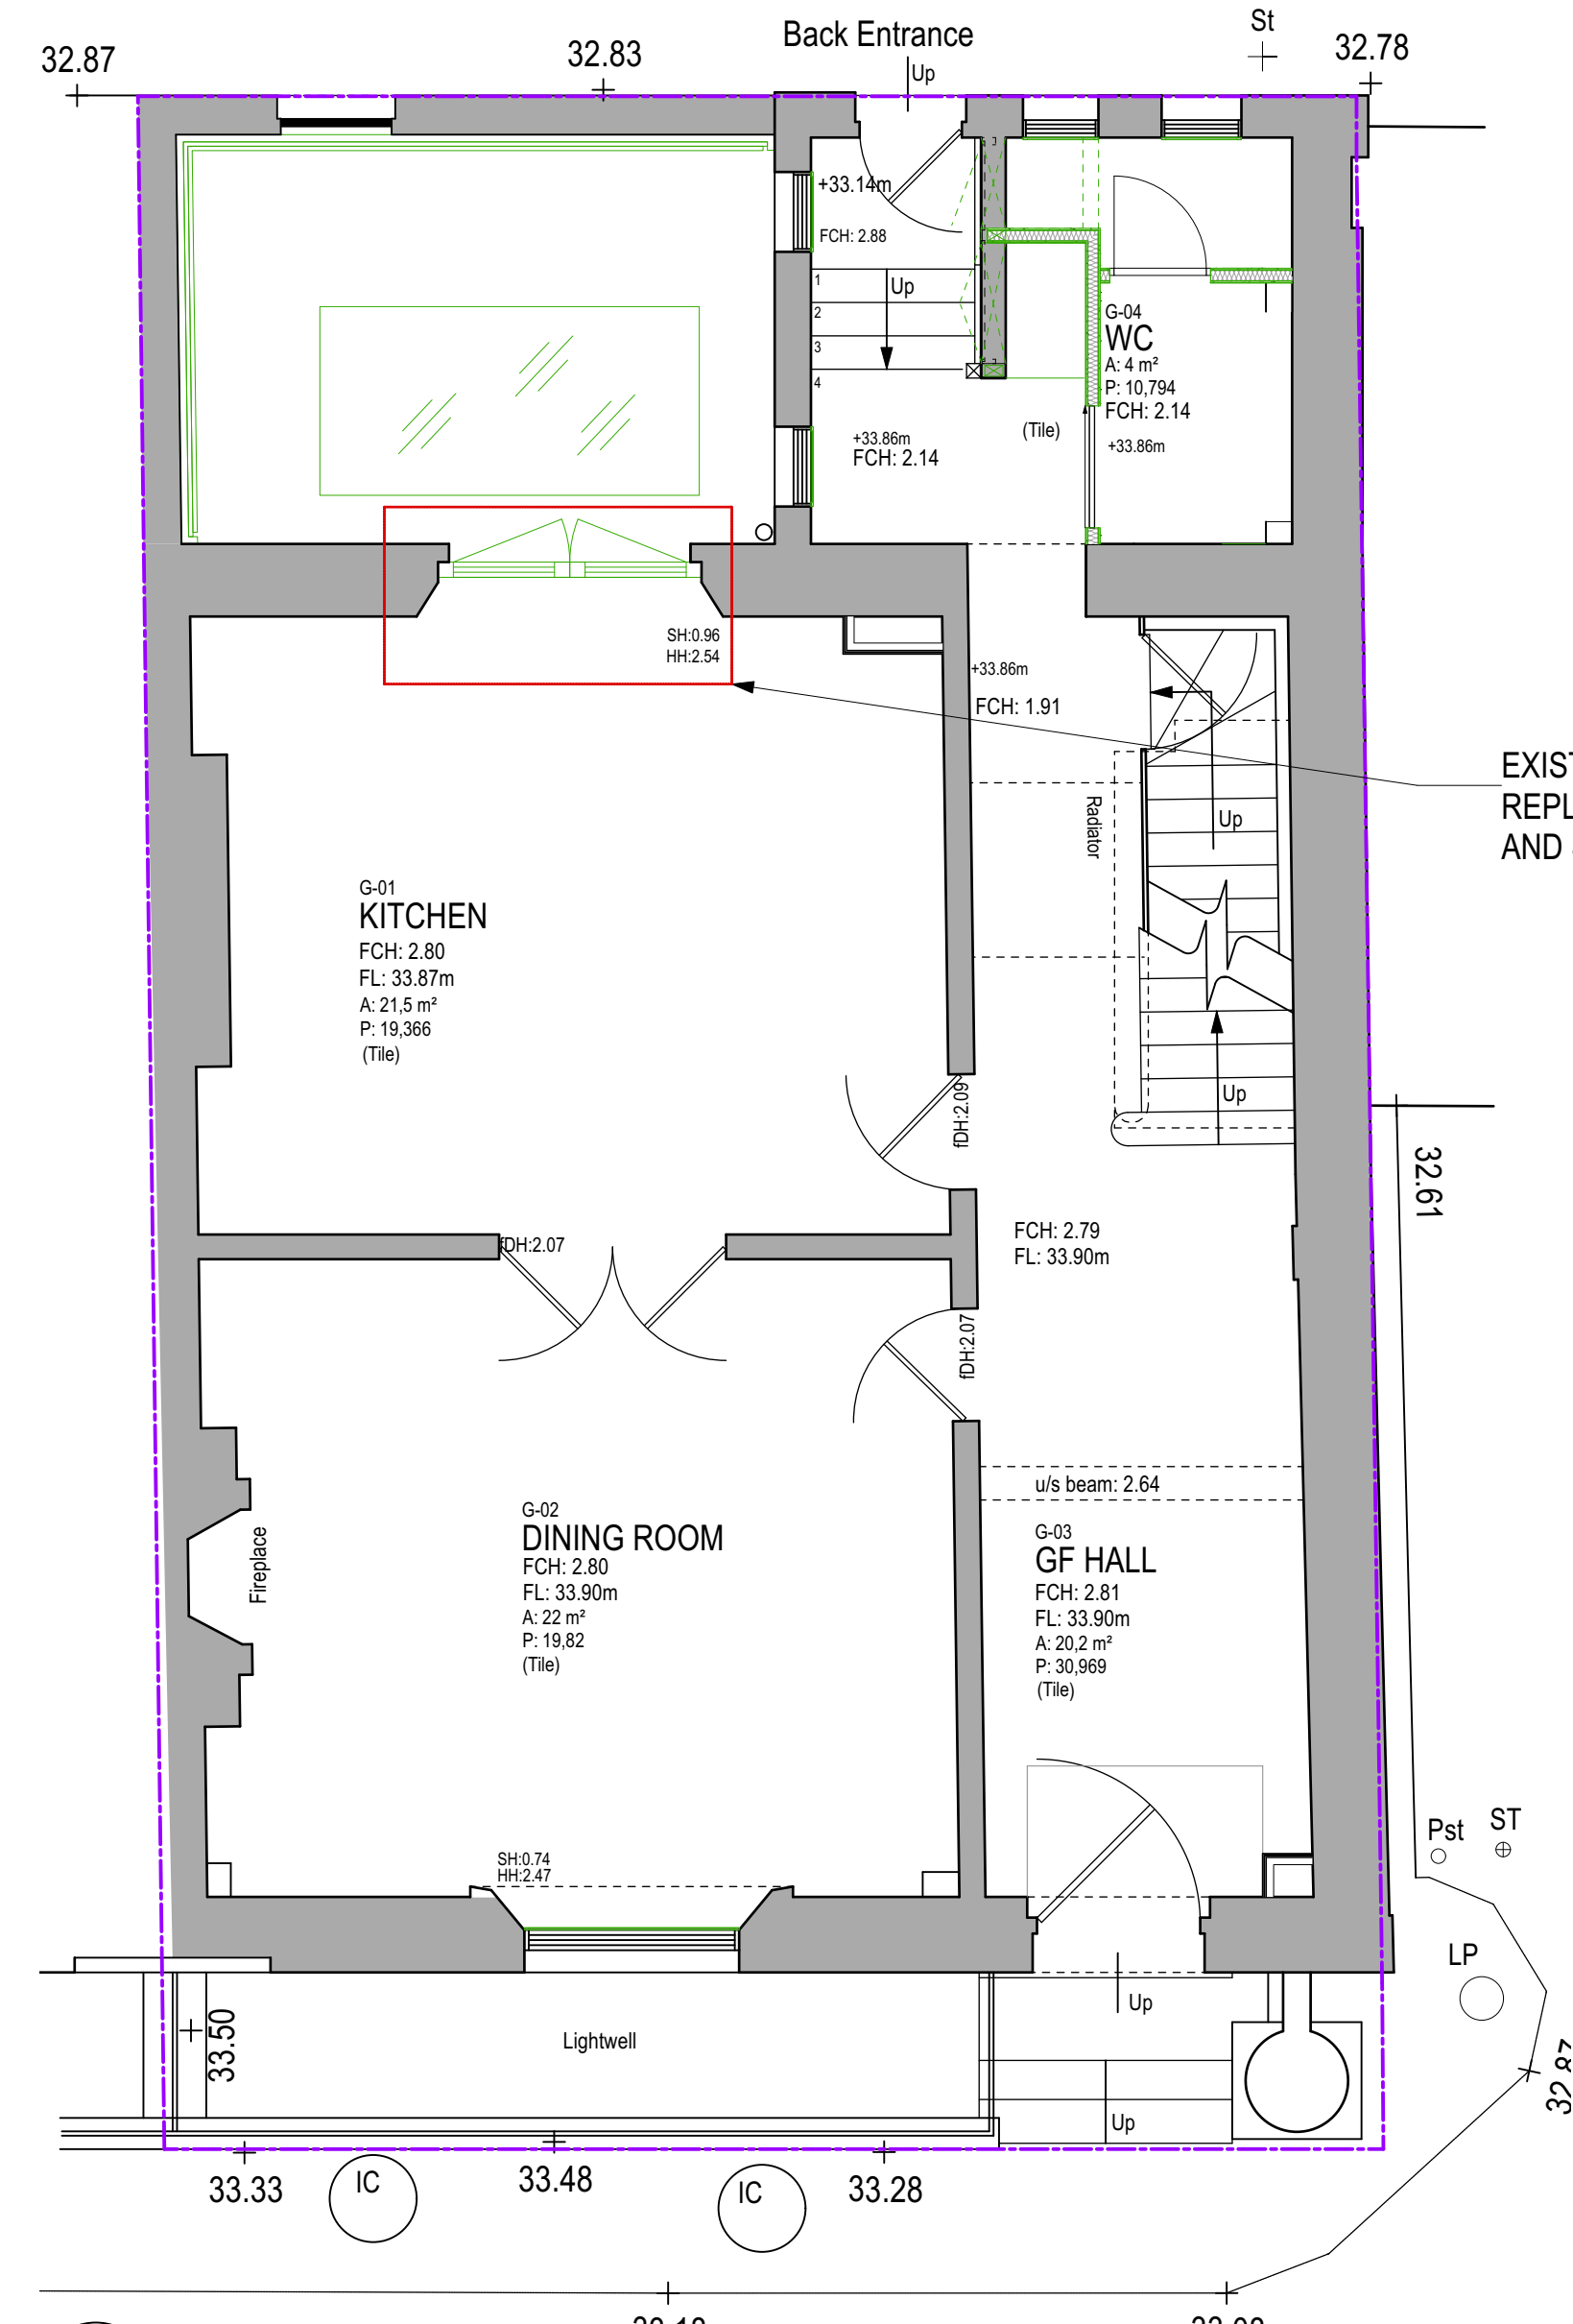 Back Entrance
St
32.87
32.83
32.78
Up
+33.14m
FCH: 2.88
Up
1
2
3
4
G-04
WC
A: 4 m²
P: 10,794
FCH: 2.14
+33.86m
(Tile)
+33.86m
FCH: 2.14
SH:0.96
HH:2.54
+33.86m
FCH: 1.91
EXIST
REPL
AND
Radiator
Up
G-01
KITCHEN
FCH: 2.80
FL: 33.87m
A: 21,5 m²
P: 19,366
(Tile)
fDH:2.09
Up
32.61
fDH:2.07
FCH: 2.79
FL: 33.90m
fDH:2.07
u/s beam: 2.64
G-02
DINING ROOM
FCH: 2.80
FL: 33.90m
A: 22 m²
P: 19,82
(Tile)
Fireplace
G-03
GF HALL
FCH: 2.81
FL: 33.90m
A: 20,2 m²
P: 30,969
(Tile)
SH:0.74
HH:2.47
Pst
ST
LP
Up
33.50
Lightwell
32.87
Up
33.33
IC
33.48
IC
33.28